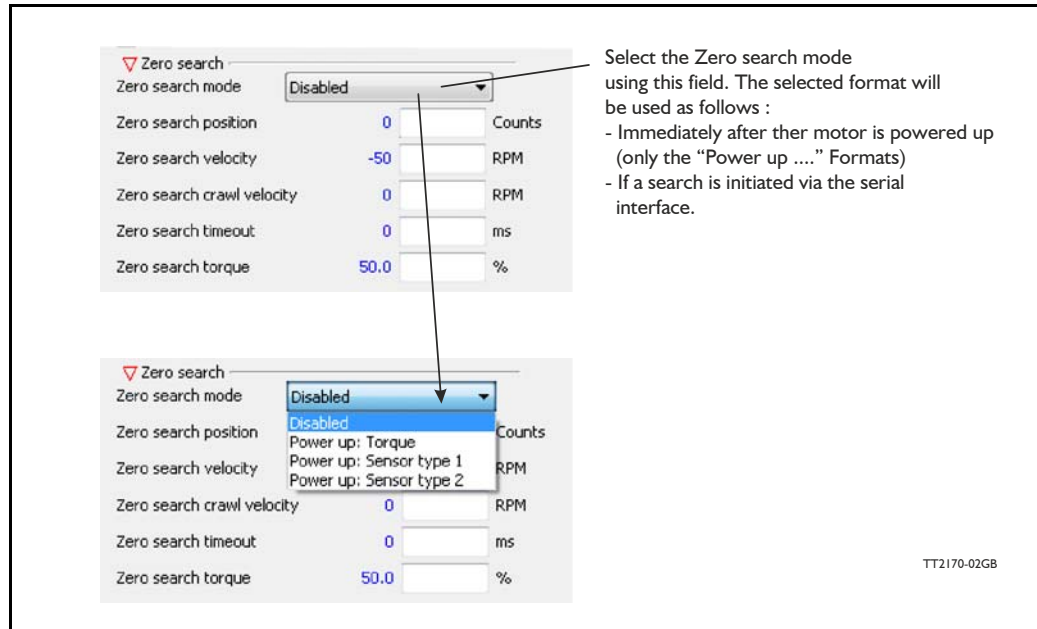 Zero search
Zero search mode Disabled
Zero search position 0 Counts
Zero search velocity -50 RPM
Zero search crawl velocity 0 RPM
Zero search timeout 0 ms
Zero search torque 50.0 %
Select the Zero search mode
using this field. The selected format will
be used as follows :
- Immediately after ther motor is powered up
(only the “Power up ....” Formats)
- If a search is initiated via the serial
interface.
Zero search
Zero search mode Disabled
Disabled
Power up: Torque
Power up: Sensor type 1
Power up: Sensor type 2
Zero search position Counts
Zero search velocity RPM
Zero search crawl velocity 0 RPM
Zero search timeout 0 ms
Zero search torque 50.0 %
TT2170-02GB